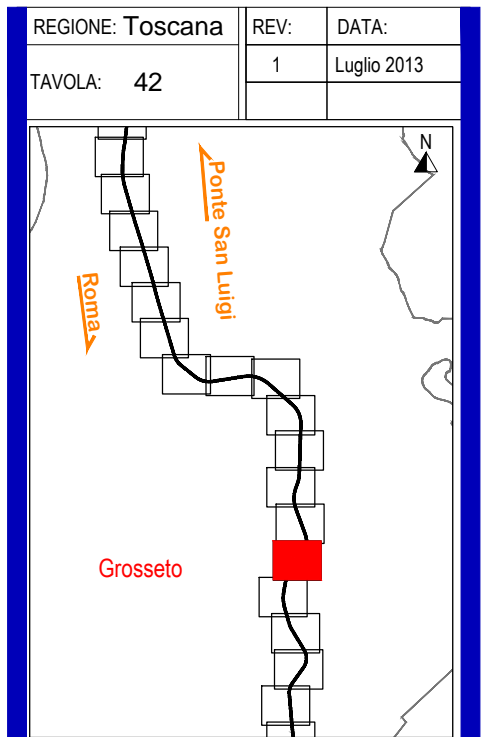 REGIONE: Toscana
REV:
DATA:
TAVOLA: 42
1
Luglio 2013
N
Ponte San Luigi
Roma
Grosseto